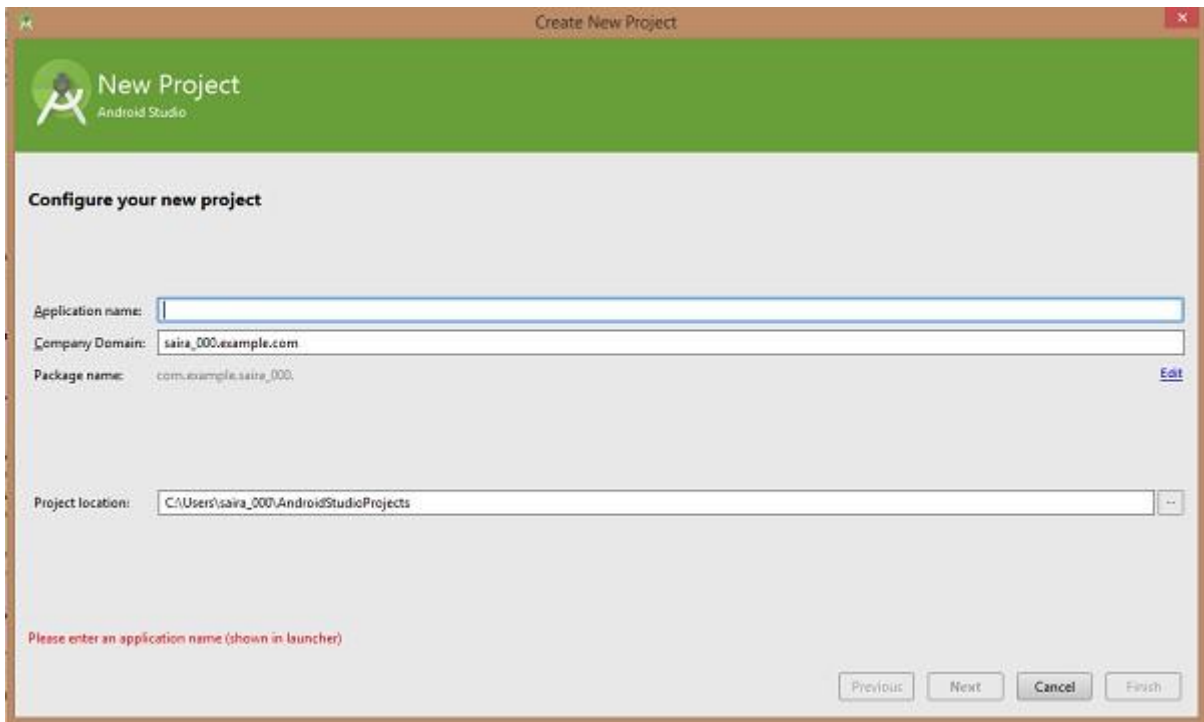 Create New Project
New Project
Android Studio
Configure your new project
Application name:
Company Domain: saira_000.example.com
Package name: com.example.saira_000.
Edit
Project location: C:\Users\saira_000\AndroidStudioProjects
...
Please enter an application name (shown in launcher)
Previous Next Cancel Finish